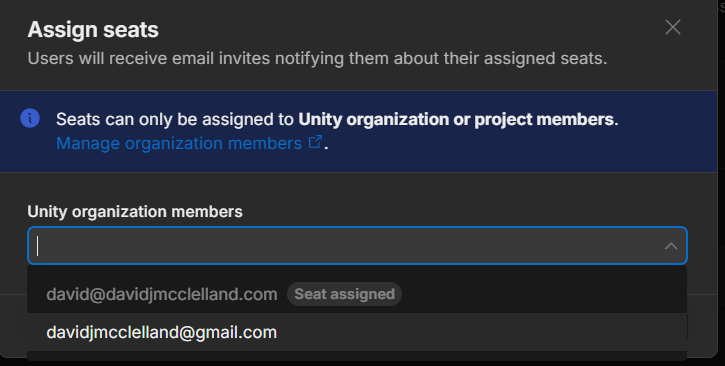 Assign seats
Users will receive email invites notifying them about their assigned seats.
Seats can only be assigned to Unity organization or project members.
Manage organization members .
Unity organization members
david@davidjmcclelland.com Seat assigned
davidjmcclelland@gmail.com